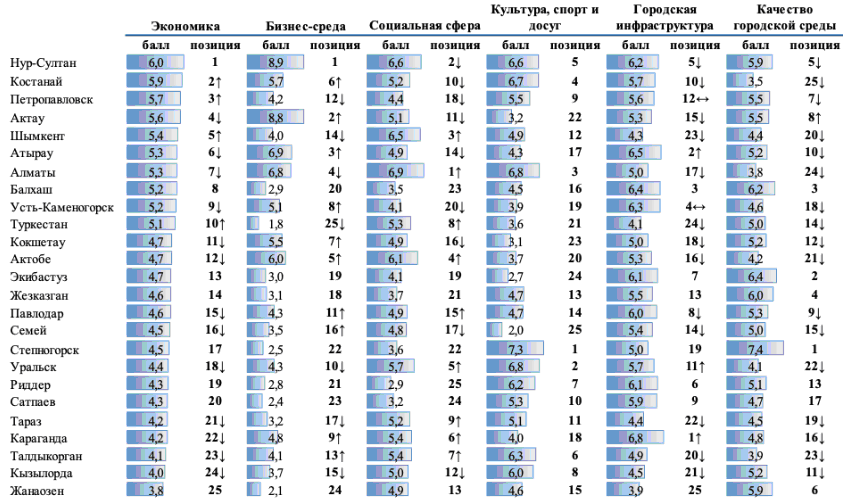 Экономика Бизнес-среда Социальная сфера Культура, спорт и досуг Городская инфраструктура Качество городской среды
балл позиция балл позиция балл позиция балл позиция балл позиция балл позиция
Нур-Султан 6,0 1 8,9 1 6,6 2↓ 6,6 5 6,2 5↓ 5,9 5↓
Костанай 5,9 2↑ 5,7 6↑ 5,2 10↓ 6,7 4 5,7 10↓ 3,5 25↓
Петропавловск 5,7 3↑ 4,2 12↓ 4,4 18↓ 5,5 9 5,6 12↔ 5,5 7↓
Актау 5,6 4↓ 8,8 2↑ 5,1 11↓ 3,2 22 5,3 15↓ 5,5 8↑
Шымкент 5,4 5↑ 4,0 14↓ 6,5 3↑ 4,9 12 4,3 23↓ 4,4 20↓
Атырау 5,3 6↓ 6,9 3↑ 4,9 14↓ 4,3 17 6,5 2↑ 5,2 10↓
Алматы 5,3 7↓ 6,8 4↓ 6,9 1↑ 6,8 3 5,0 17↓ 3,8 24↓
Балхаш 5,2 8 2,9 20 3,5 23 4,5 16 6,4 3 6,2 3
Усть-Каменогорск 5,2 9↓ 5,1 8↑ 4,1 20↓ 3,9 19 6,3 4↔ 4,6 18↓
Туркестан 5,1 10↑ 1,8 25↓ 5,3 8↑ 3,6 21 4,1 24↓ 5,0 14↓
Кокшетау 4,7 11↓ 5,5 7↑ 4,9 16↓ 3,1 23 5,0 18↓ 5,2 12↓
Актобе 4,7 12↓ 6,0 5↑ 6,1 4↑ 3,7 20 5,3 16↓ 4,2 21↓
Экибастуз 4,7 13 3,0 19 4,1 19 2,7 24 6,1 7 6,4 2
Жезказган 4,6 14 3,1 18 3,7 21 4,7 13 5,5 13 6,0 4
Павлодар 4,6 15↓ 4,3 11↑ 4,9 15↑ 4,7 14 6,0 8↓ 5,3 9↓
Семей 4,5 16↓ 3,5 16↑ 4,8 17↓ 2,0 25 5,4 14↓ 5,0 15↓
Степногорск 4,5 17 2,5 22 3,6 22 7,3 1 5,0 19 7,4 1
Уральск 4,4 18↓ 4,3 10↓ 5,7 5↑ 6,8 2 5,7 11↑ 4,1 22↓
Риддер 4,3 19 2,8 21 2,9 25 6,2 7 6,1 6 5,1 13
Сатпаев 4,3 20 2,4 23 3,2 24 5,3 10 5,9 9 4,7 17
Тараз 4,2 21↓ 3,2 17↓ 5,2 9↑ 5,1 11 4,4 22↓ 4,5 19↓
Караганда 4,2 22↓ 4,8 9↑ 5,4 6↑ 4,0 18 6,8 1↑ 4,8 16↓
Талдыкорган 4,1 23↓ 4,1 13↑ 5,4 7↑ 6,3 6 4,9 20↓ 3,9 23↓
Кызылорда 4,0 24↓ 3,7 15↓ 5,0 12↓ 6,0 8 4,5 21↓ 5,2 11↓
Жанаозен 3,8 25 2,1 24 4,9 13 4,6 15 3,9 25 5,9 6